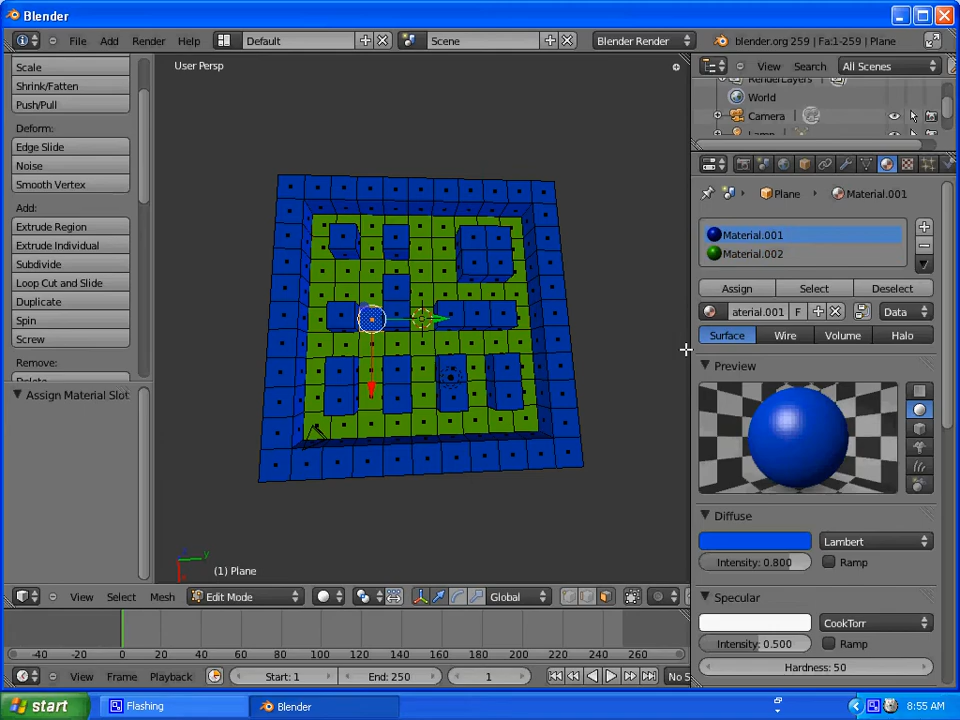 Blender
File Add Render Help Default Scene Blender Render blender.org 259 | Fa:1-259 | Plane
Scale
Shrink/Fatten
Push/Pull
Deform:
Edge Slide
Noise
Smooth Vertex
Add:
Extrude Region
Extrude Individual
Subdivide
Loop Cut and Slide
Duplicate
Spin
Screw
Remove:
Assign Material Slot
User Persp
(1) Plane
View Select Mesh Edit Mode Global
-40 -20 0 20 40 60 80 100 120 140 160 180 200 220 240 260
View Frame Playback Start: 1 End: 250 1 No S
View Search All Scenes
RenderLayers
World
Camera
Plane Material.001
Material.001
Material.002
Assign Select Deselect
aterial.001 F Data
Surface Wire Volume Halo
Preview
Diffuse
Lambert
Intensity: 0.800 Ramp
Specular
CookTorr
Intensity: 0.500 Ramp
Hardness: 50
start Flashing Blender 8:55 AM